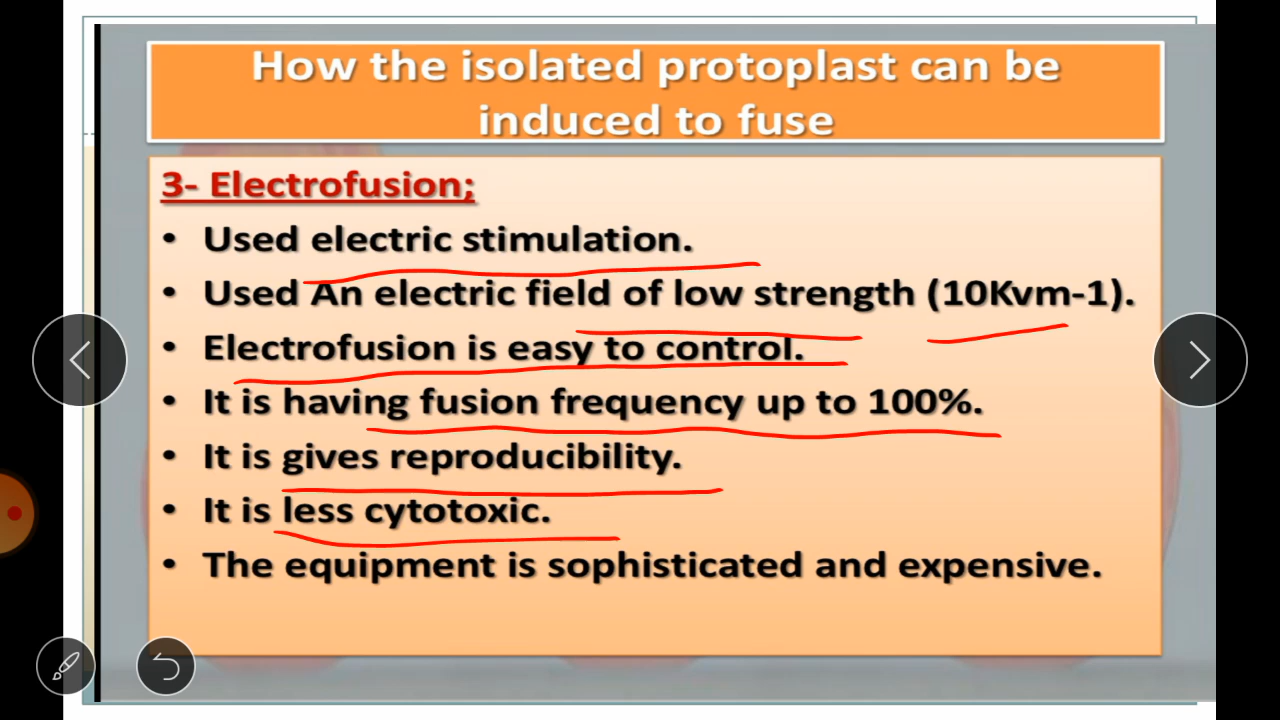 How the isolated protoplast can be
induced to fuse
3- Electrofusion;
• Used electric stimulation.
• Used An electric field of low strength (10Kvm-1).
• Electrofusion is easy to control.
• It is having fusion frequency up to 100%.
• It is gives reproducibility.
• It is less cytotoxic.
• The equipment is sophisticated and expensive.